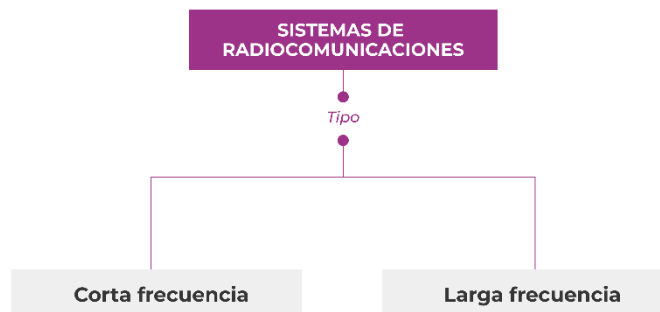 SISTEMAS DE
RADIOCOMUNICACIONES
Tipo
Corta frecuencia
Larga frecuencia